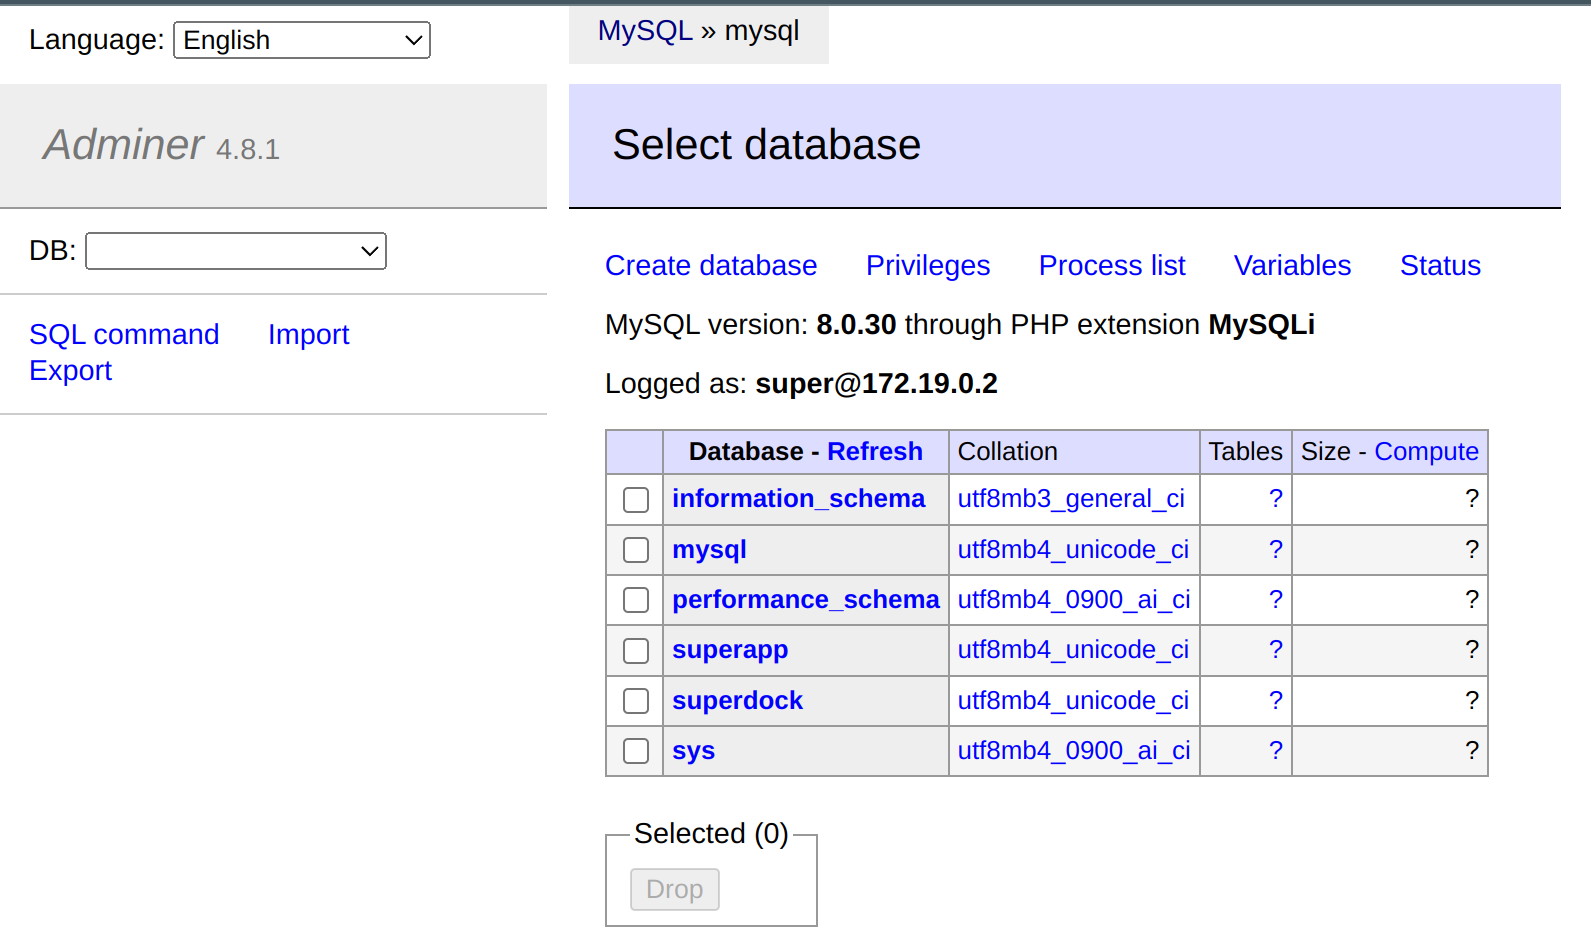 Language: English
MySQL » mysql
Adminer 4.8.1
Select database
DB:
SQL command Import
Export
Create database Privileges Process list Variables Status
MySQL version: 8.0.30 through PHP extension MySQLi
Logged as: super@172.19.0.2
Database - Refresh Collation Tables Size - Compute
information_schema utf8mb3_general_ci ? ?
mysql utf8mb4_unicode_ci ? ?
performance_schema utf8mb4_0900_ai_ci ? ?
superapp utf8mb4_unicode_ci ? ?
superdock utf8mb4_unicode_ci ? ?
sys utf8mb4_0900_ai_ci ? ?
Selected (0)
Drop